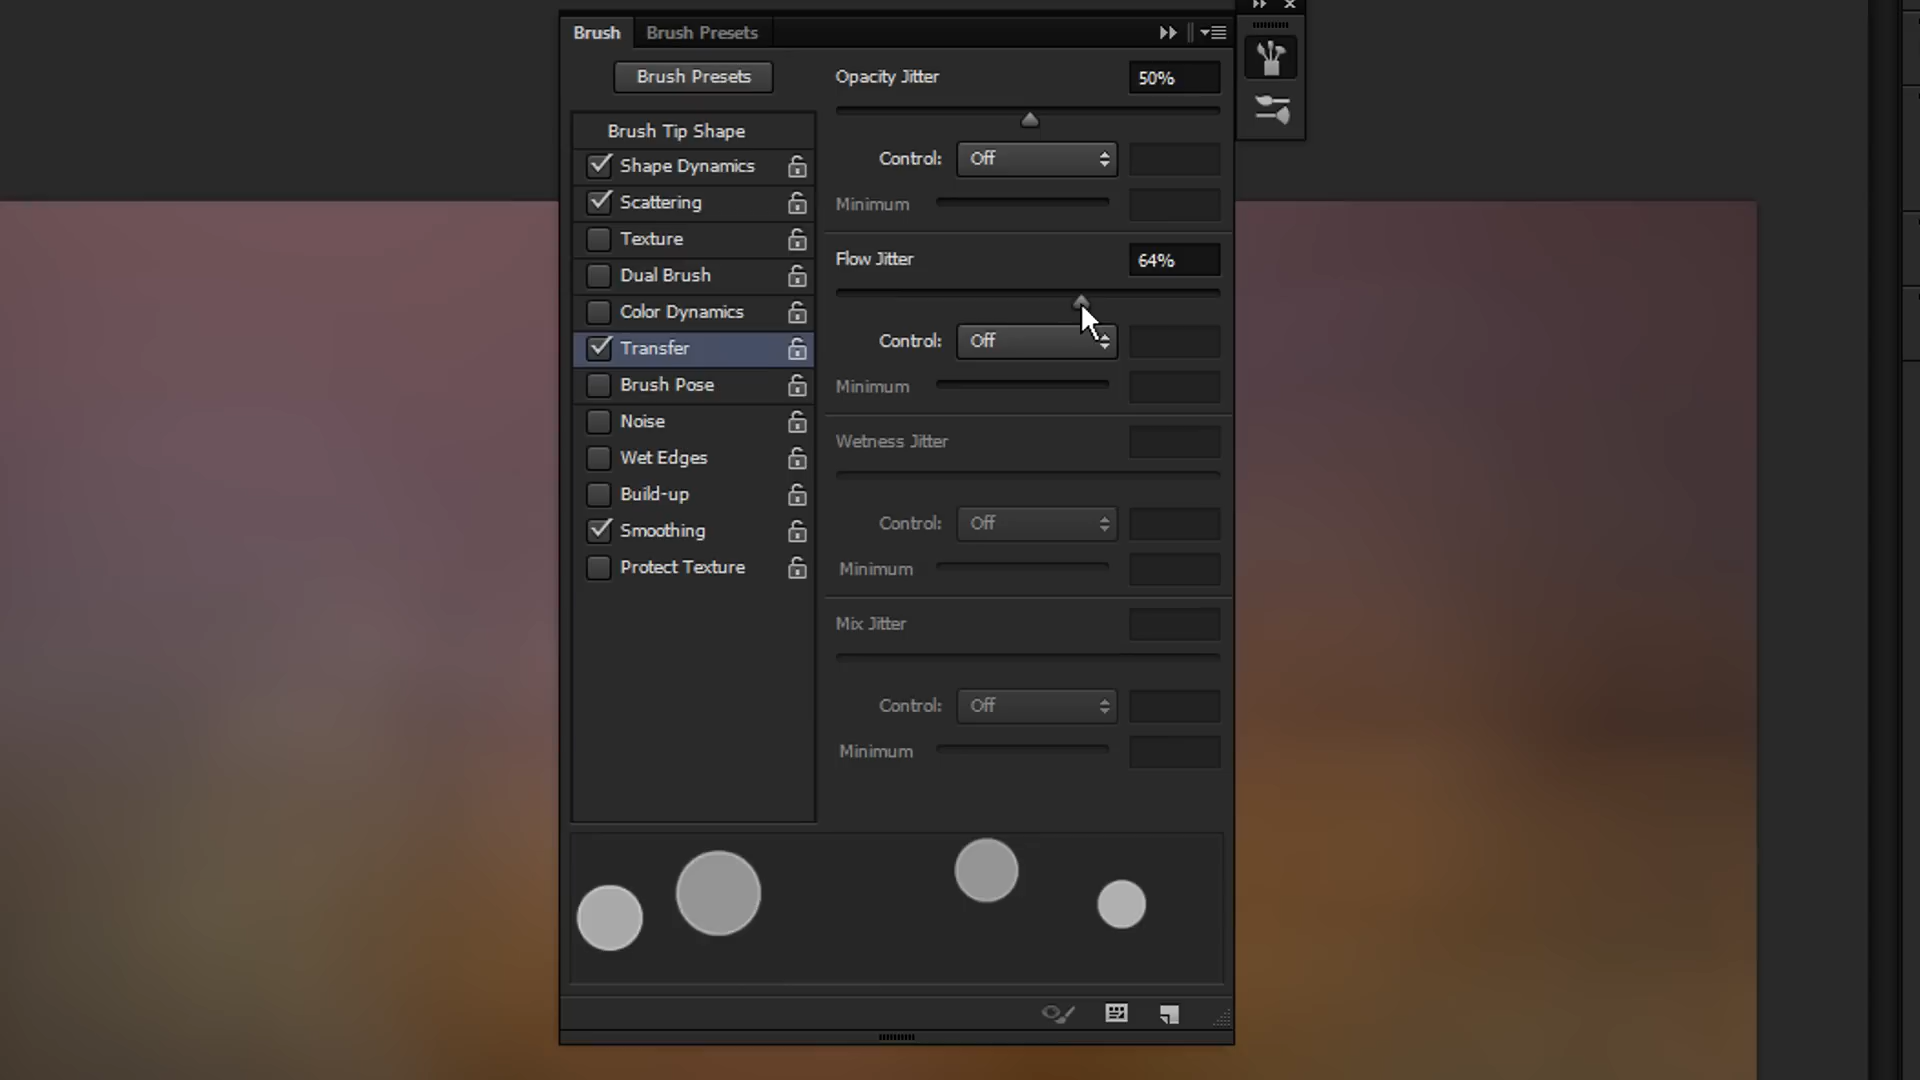 Brush
Brush Presets
Brush Presets
Brush Tip Shape
Shape Dynamics
Scattering
Texture
Dual Brush
Color Dynamics
Transfer
Brush Pose
Noise
Wet Edges
Build-up
Smoothing
Protect Texture
Opacity Jitter 50%
Control: Off
Minimum
Flow Jitter 64%
Control: Off
Minimum
Wetness Jitter
Control: Off
Minimum
Mix Jitter
Control: Off
Minimum